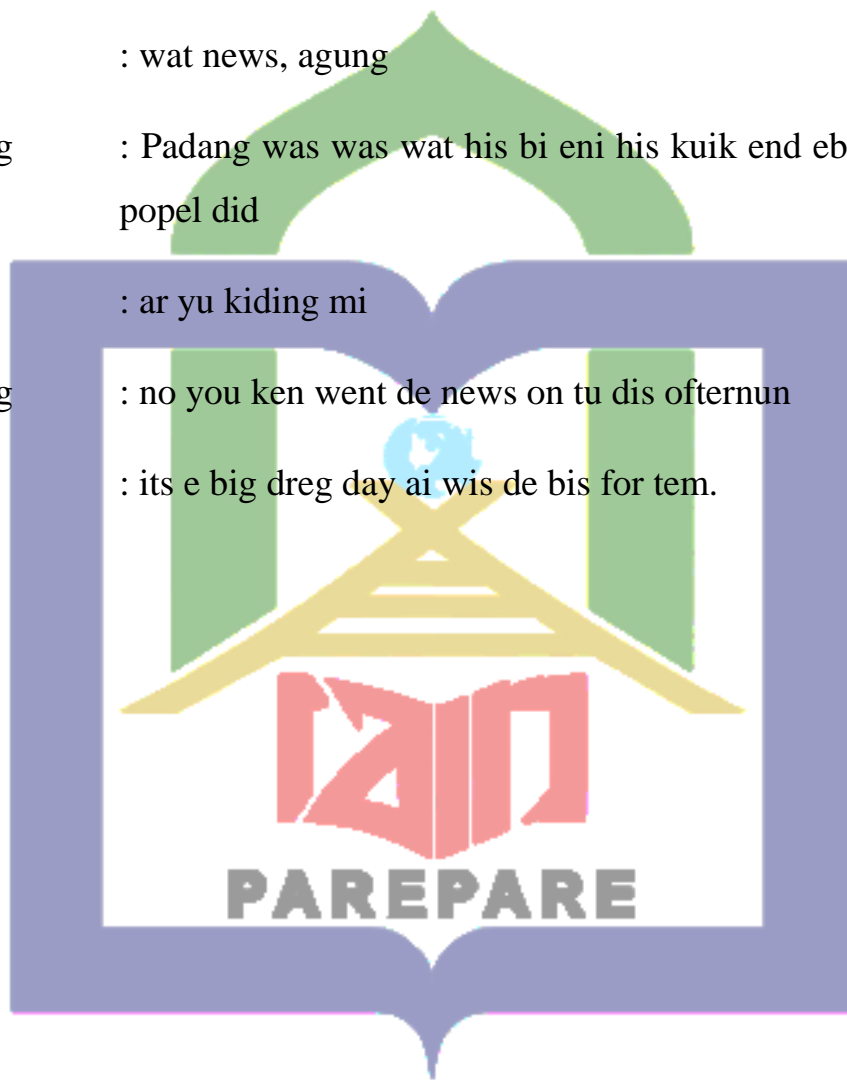 : wat news, agung
g : Padang was was wat his bi eni his kuik end eb
popel did
: ar yu kiding mi
g : no you ken went de news on tu dis ofternun
: its e big dreg day ai wis de bis for tem.
iain
PAREPARE